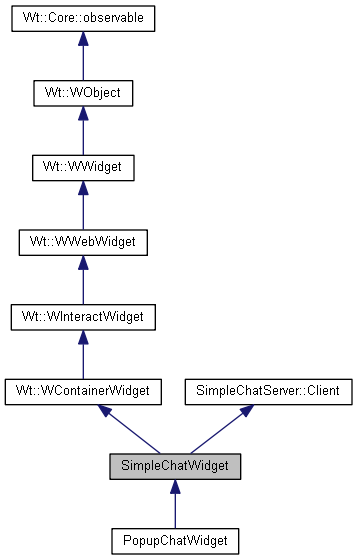 Wt::Core::observable
Wt::WObject
Wt::WWidget
Wt::WWebWidget
Wt::WInteractWidget
Wt::WContainerWidget
SimpleChatServer::Client
SimpleChatWidget
PopupChatWidget